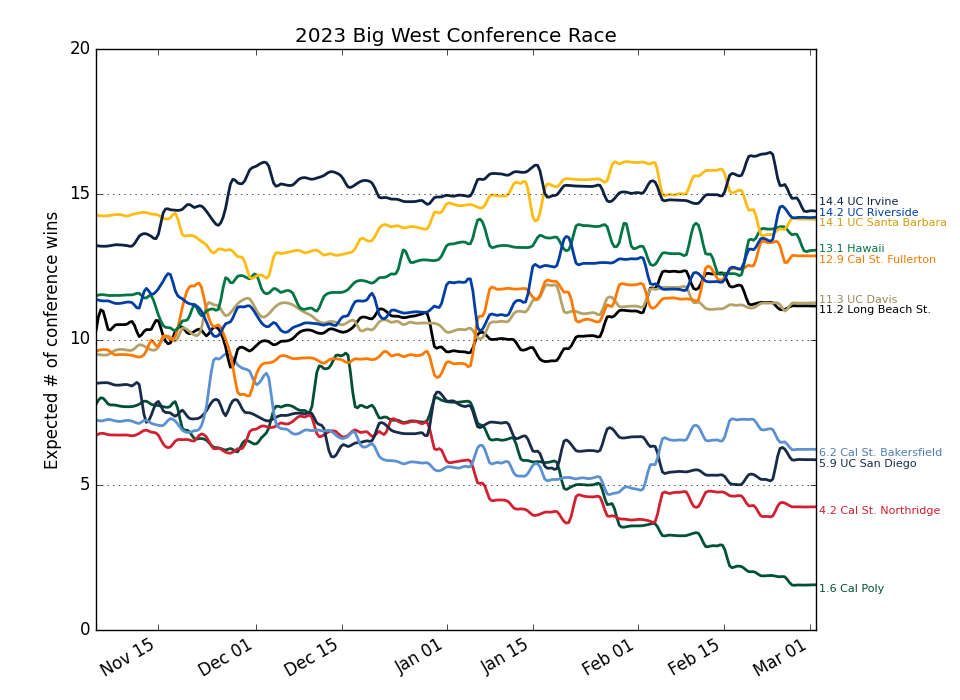 2023 Big West Conference Race
Expected # of conference wins
20
15
10
5
0
14.4 UC Irvine
14.2 UC Riverside
14.1 UC Santa Barbara
13.1 Hawaii
12.9 Cal St. Fullerton
11.3 UC Davis
11.2 Long Beach St.
6.2 Cal St. Bakersfield
5.9 UC San Diego
4.2 Cal St. Northridge
1.6 Cal Poly
Nov 15
Dec 01
Dec 15
Jan 01
Jan 15
Feb 01
Feb 15
Mar 01